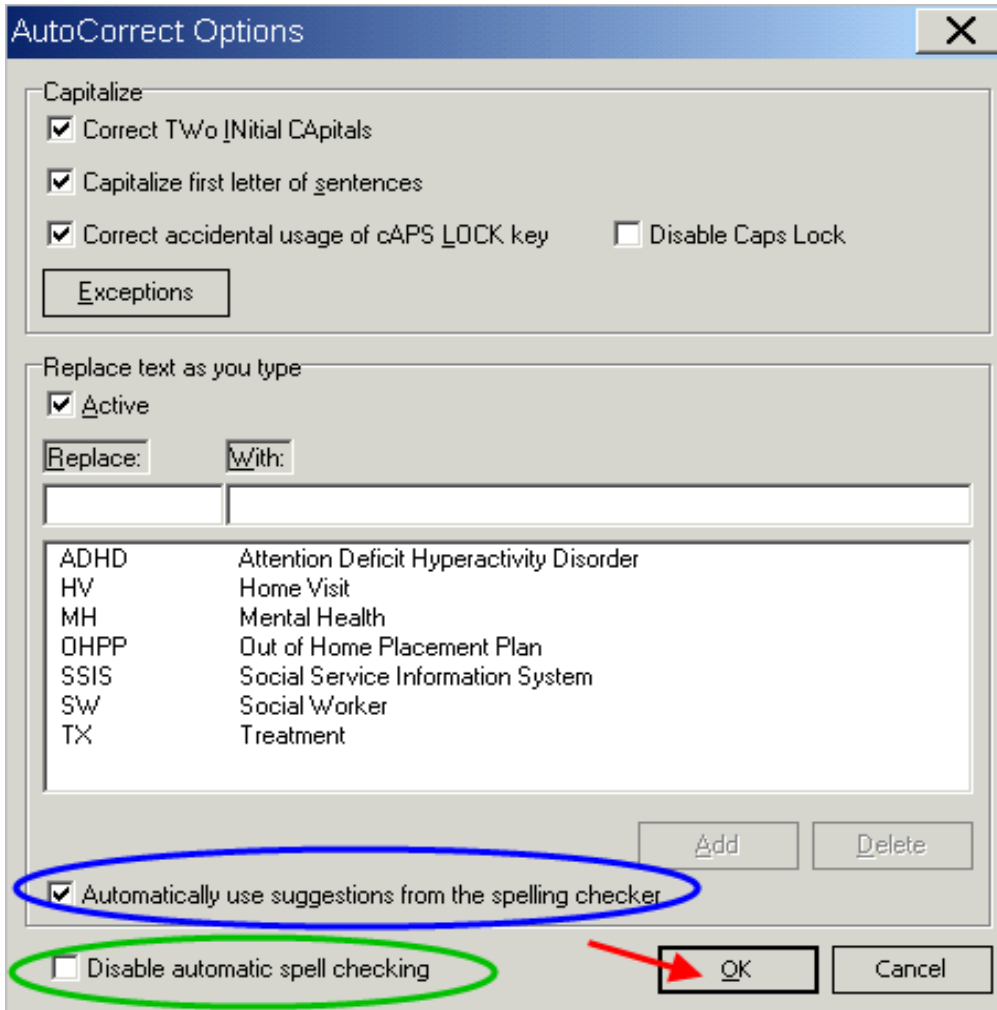 AutoCorrect Options
Capitalize
Correct TWo INitial CApitals
Capitalize first letter of sentences
Correct accidental usage of cAPS LOCK key Disable Caps Lock
Exceptions
Replace text as you type
Active
Replace: With:
ADHD Attention Deficit Hyperactivity Disorder
HV Home Visit
MH Mental Health
OHPP Out of Home Placement Plan
SSIS Social Service Information System
SW Social Worker
TX Treatment
Add Delete
Automatically use suggestions from the spelling checker
Disable automatic spell checking OK Cancel